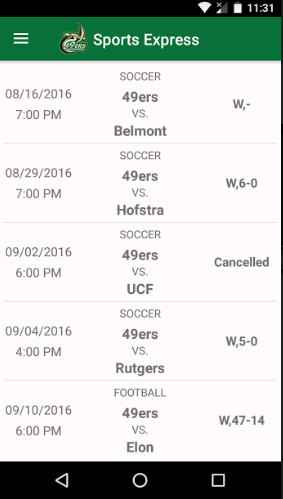 11:31
49ERS
Sports Express
SOCCER
08/16/2016
7:00 PM
49ers
VS.
Belmont
W,-
SOCCER
08/29/2016
7:00 PM
49ers
VS.
Hofstra
W,6-0
SOCCER
09/02/2016
6:00 PM
49ers
VS.
UCF
Cancelled
SOCCER
09/04/2016
4:00 PM
49ers
VS.
Rutgers
W,5-0
FOOTBALL
09/10/2016
6:00 PM
49ers
VS.
Elon
W,47-14